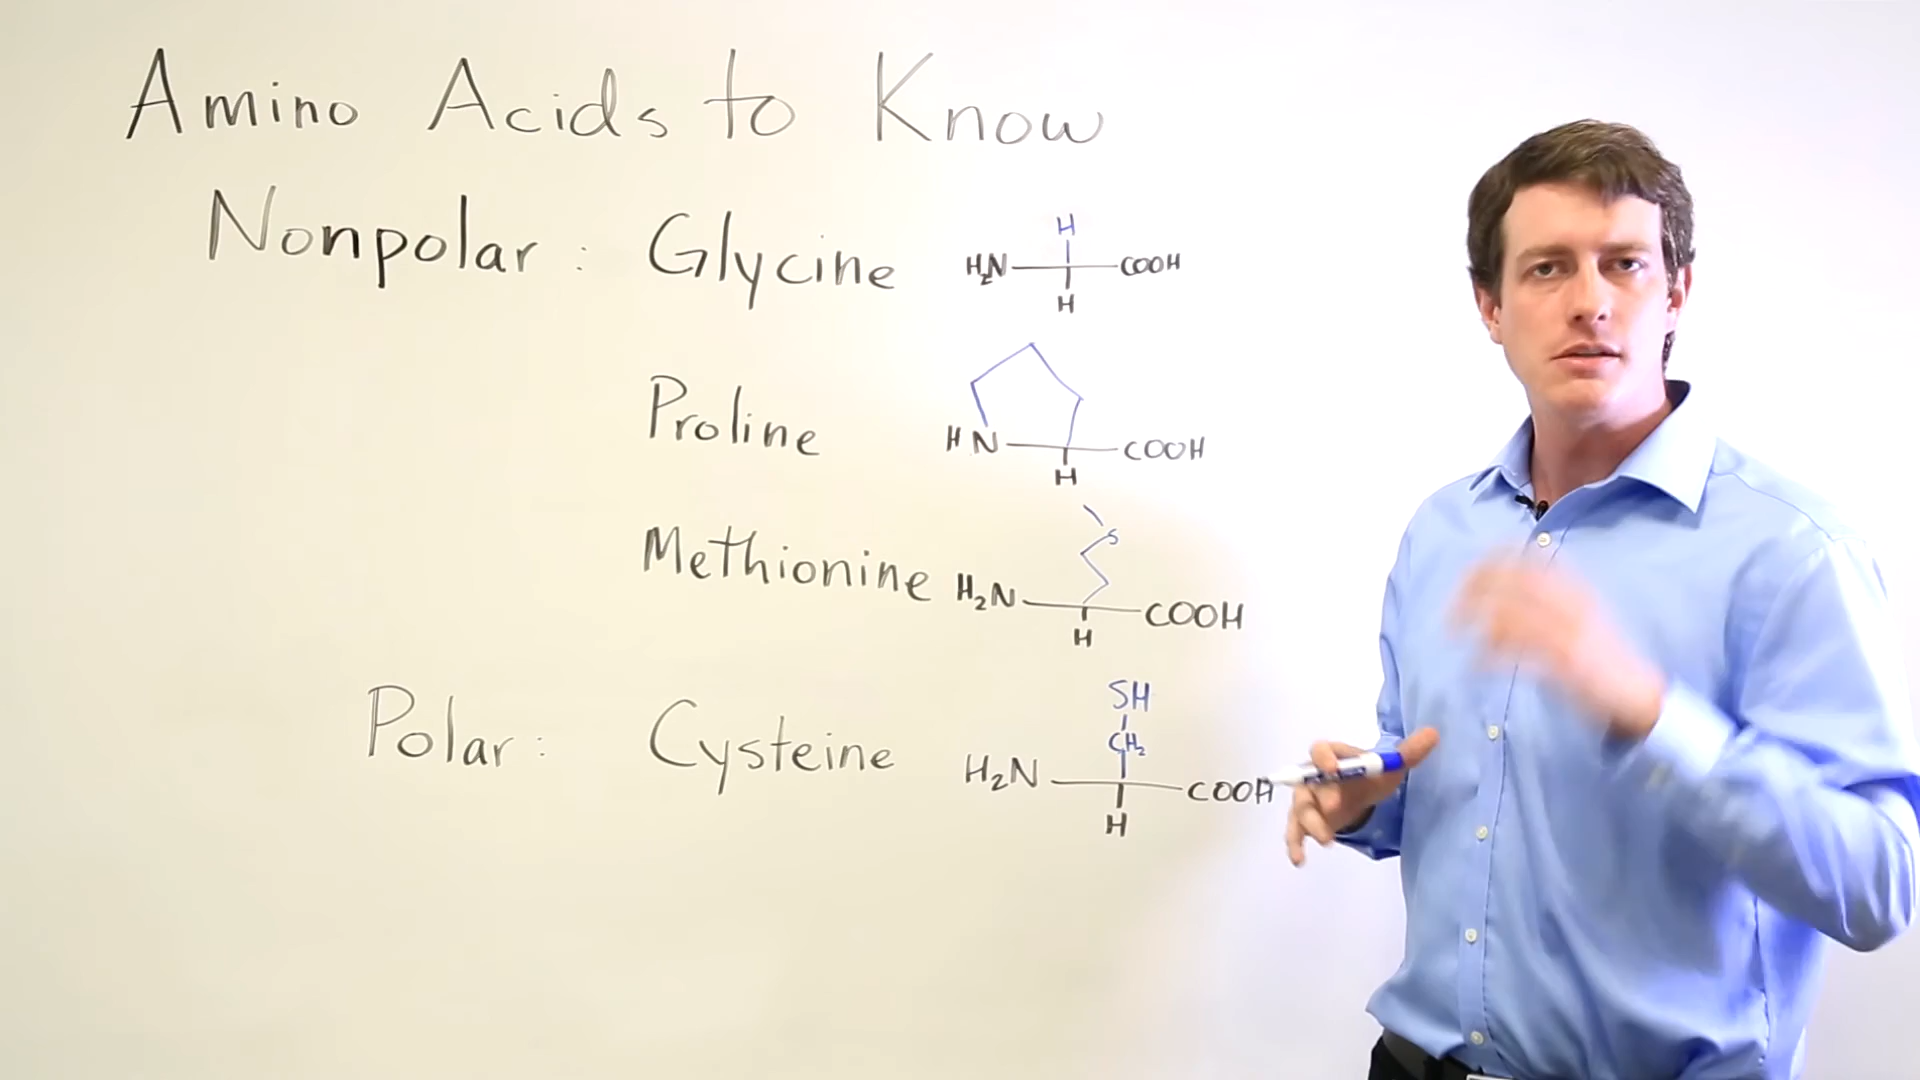 Amino Acids to Know
Nonpolar: Glycine
H
H₂N COOH
H
Proline
HN COOH
H
S
Methionine H₂N COOH
H
SH
CH₂
Polar: Cysteine H₂N COOH
H